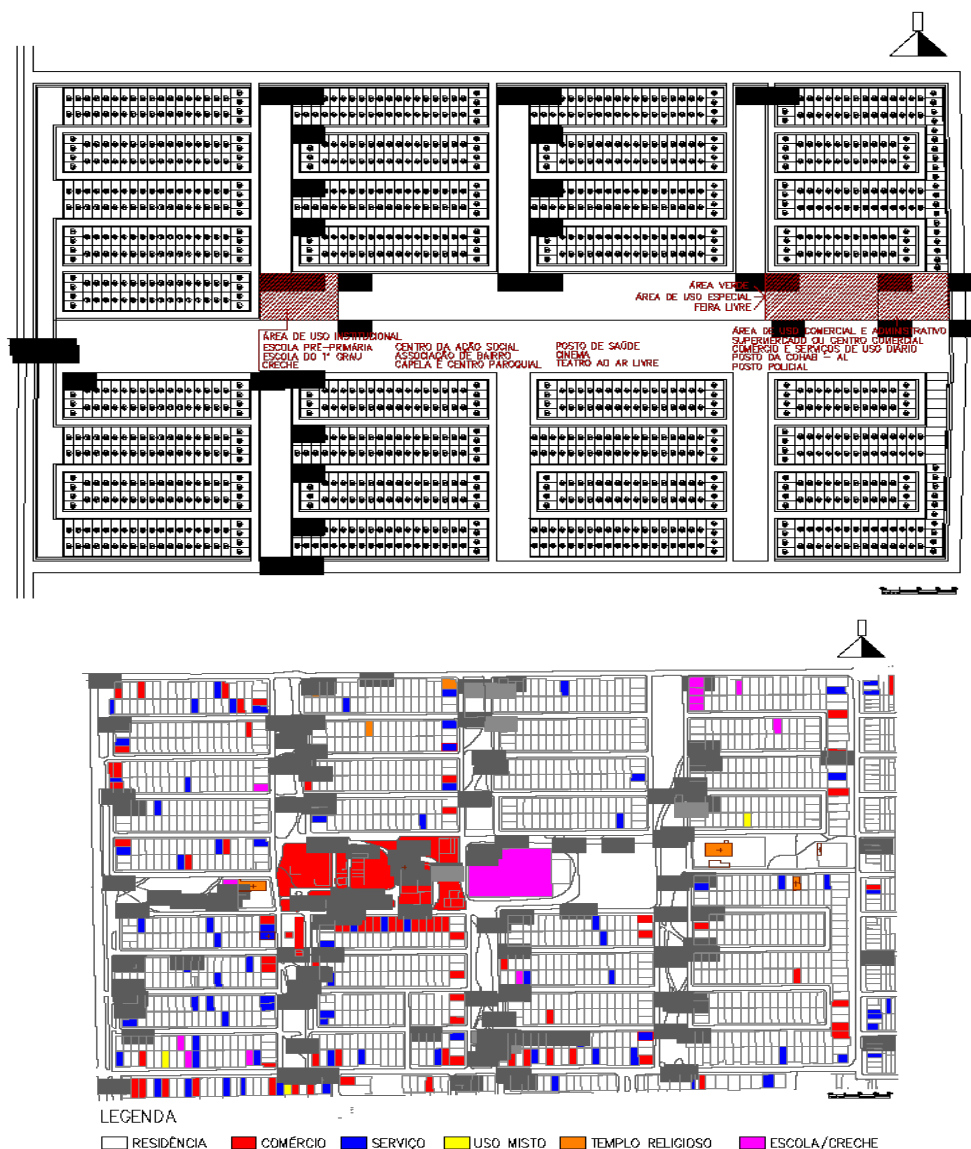 ÁREA VERDE
ÁREA DE USO ESPECIAL
FEIRA LIVRE
ÁREA DE USO INSTITUCIONAL
ESCOLA PRÉ-PRIMÁRIA
ESCOLA DO 1° GRAU
CRECHE
CENTRO DA AÇÃO SOCIAL
ASSOCIAÇÃO DE BAIRRO
CAPELA E CENTRO PAROQUIAL
POSTO DE SAÚDE
CINEMA
TEATRO AO AR LIVRE
ÁREA DE USO COMERCIAL E ADMINISTRATIVO
SUPERMERCADO OU CENTRO COMERCIAL
COMÉRCIO E SERVIÇOS DE USO DIÁRIO
POSTO DA COHAB - AL
POSTO POLICIAL
LEGENDA
RESIDÊNCIA COMÉRCIO SERVIÇO USO MISTO TEMPLO RELIGIOSO ESCOLA/CRECHE